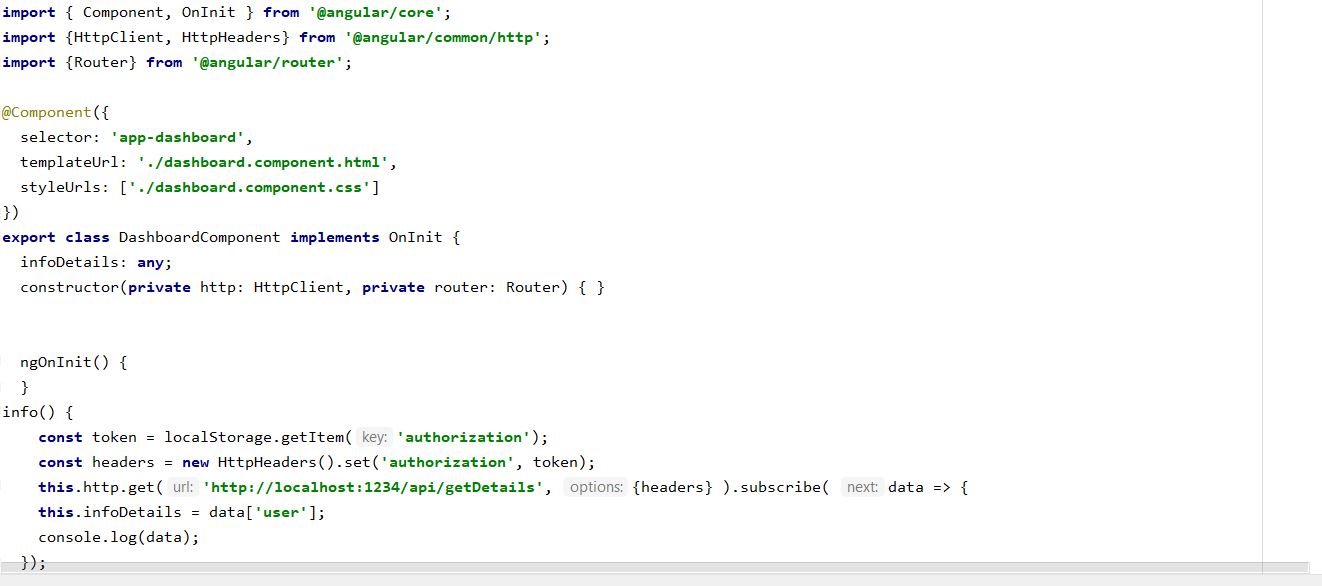 import { Component, OnInit } from '@angular/core';
import {HttpClient, HttpHeaders} from '@angular/common/http';
import {Router} from '@angular/router';

@Component({
  selector: 'app-dashboard',
  templateUrl: './dashboard.component.html',
  styleUrls: ['./dashboard.component.css']
})
export class DashboardComponent implements OnInit {
  infoDetails: any;
  constructor(private http: HttpClient, private router: Router) { }


  ngOnInit() {
  }
info() {
    const token = localStorage.getItem( key: 'authorization');
    const headers = new HttpHeaders().set('authorization', token);
    this.http.get( url: 'http://localhost:1234/api/getDetails', options: {headers} ).subscribe( next: data => {
    this.infoDetails = data['user'];
    console.log(data);
  });